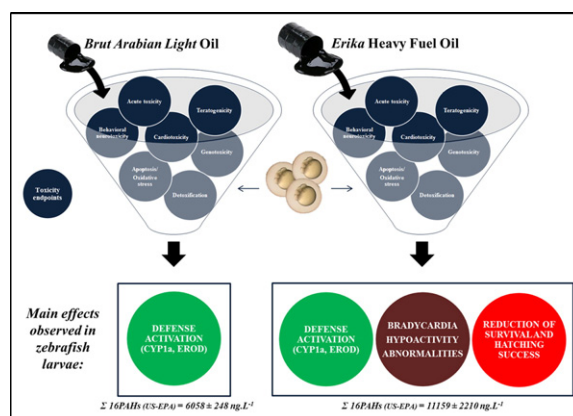 Brut Arabian Light Oil
Erika Heavy Fuel Oil
Acute toxicity
Teratogenicity
Behavioral
neurotoxicity
Cardiotoxicity
Genotoxicity
Apoptosis/
Oxidative
stress
Detoxification
Acute toxicity
Teratogenicity
Behavioral
neurotoxicity
Cardiotoxicity
Genotoxicity
Apoptosis/
Oxidative
stress
Detoxification
Toxicity
endpoints
Main effects
observed in
zebrafish
larvae:
DEFENSE
ACTIVATION
(CYP1a, EROD)
DEFENSE
ACTIVATION
(CYP1a, EROD)
BRADYCARDIA
HYPOACTIVITY
ABNORMALITIES
REDUCTION OF
SURVIVAL AND
HATCHING
SUCCESS
Σ 16PAHs (US-EPA) = 6058 ± 248 ng.L⁻¹
Σ 16PAHs (US-EPA) = 11159 ± 2210 ng.L⁻¹